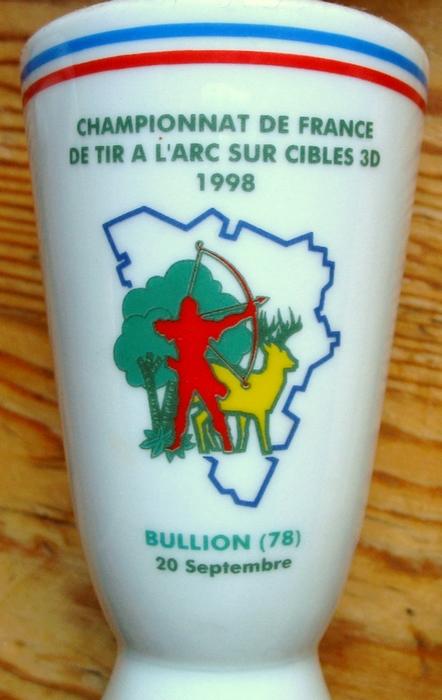 CHAMPIONNAT DE FRANCE
DE TIR A L'ARC SUR CIBLES 3D
1998
BULLION (78)
20 Septembre